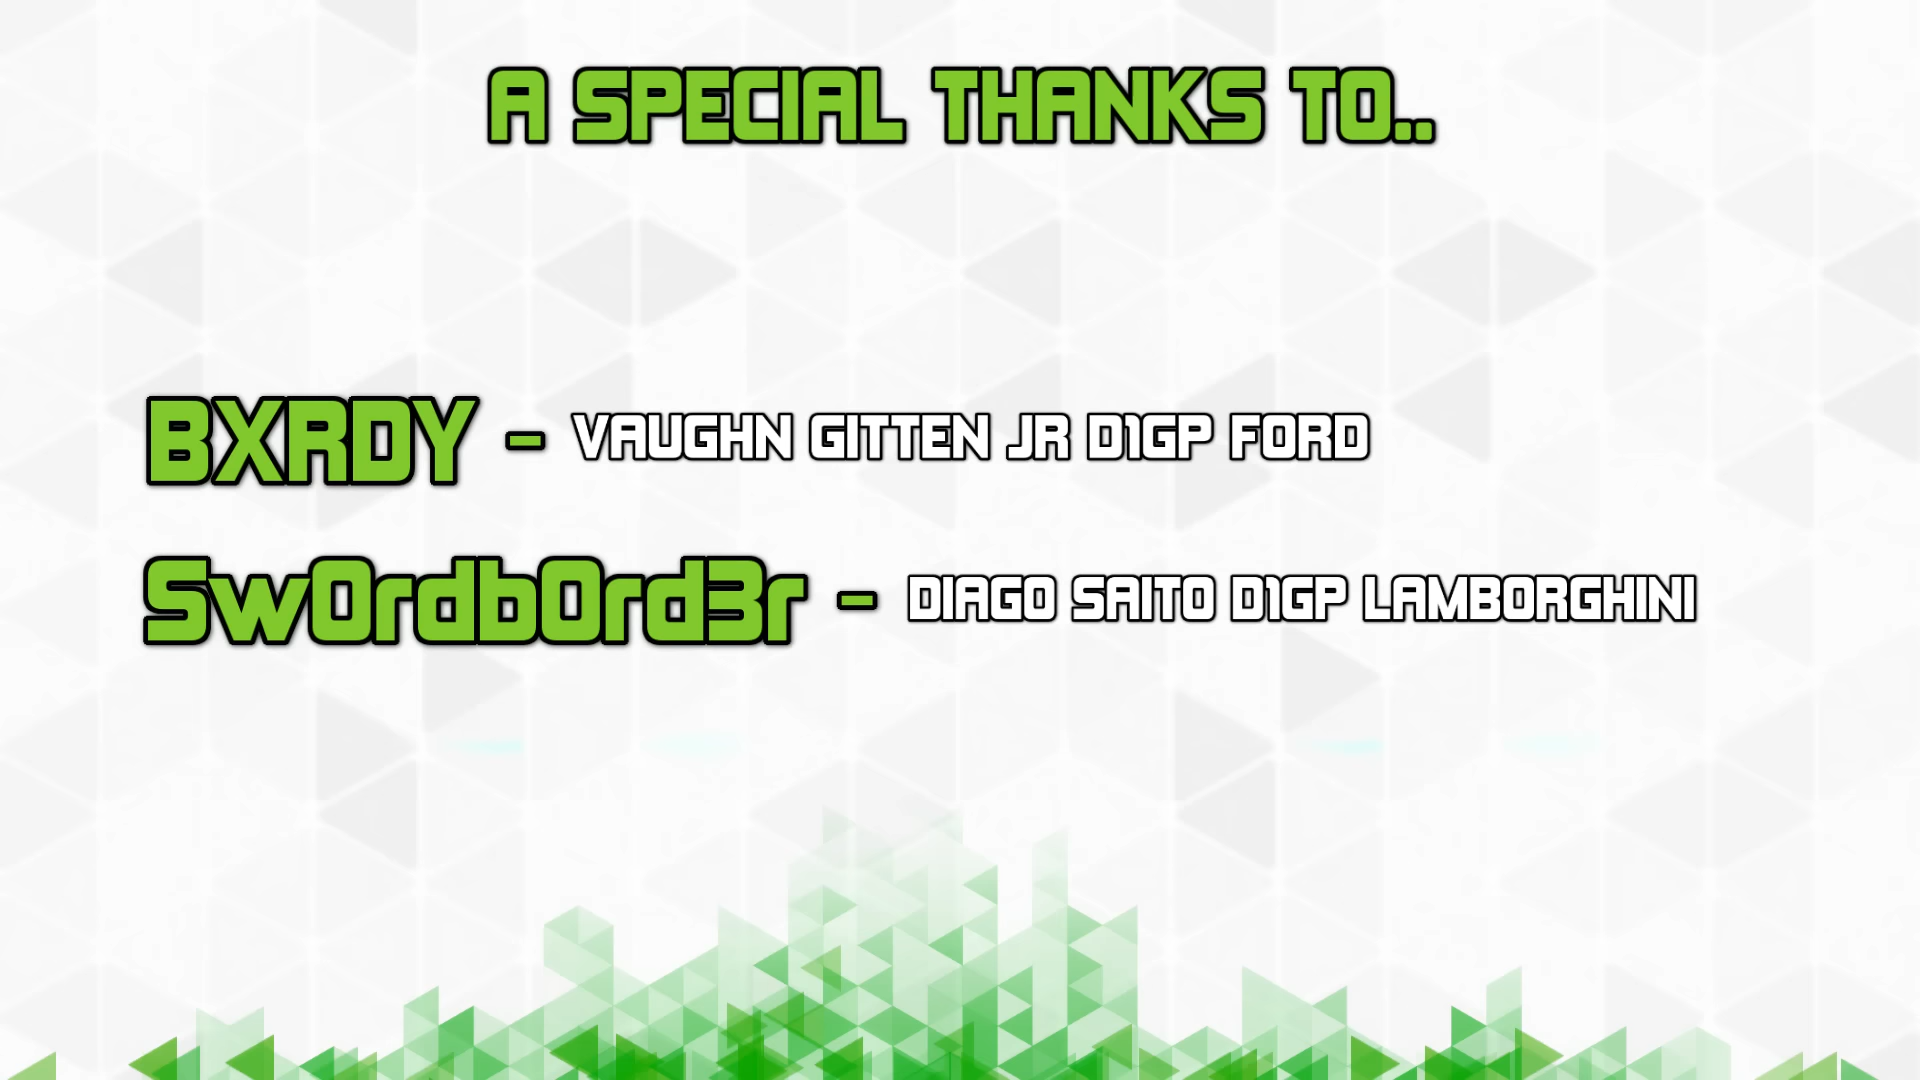 A SPECIAL THANKS TO..
BXRDY - VAUGHN GITTEN JR D1GP FORD
Sw0rdb0rd3r - DIAGO SAITO D1GP LAMBORGHINI